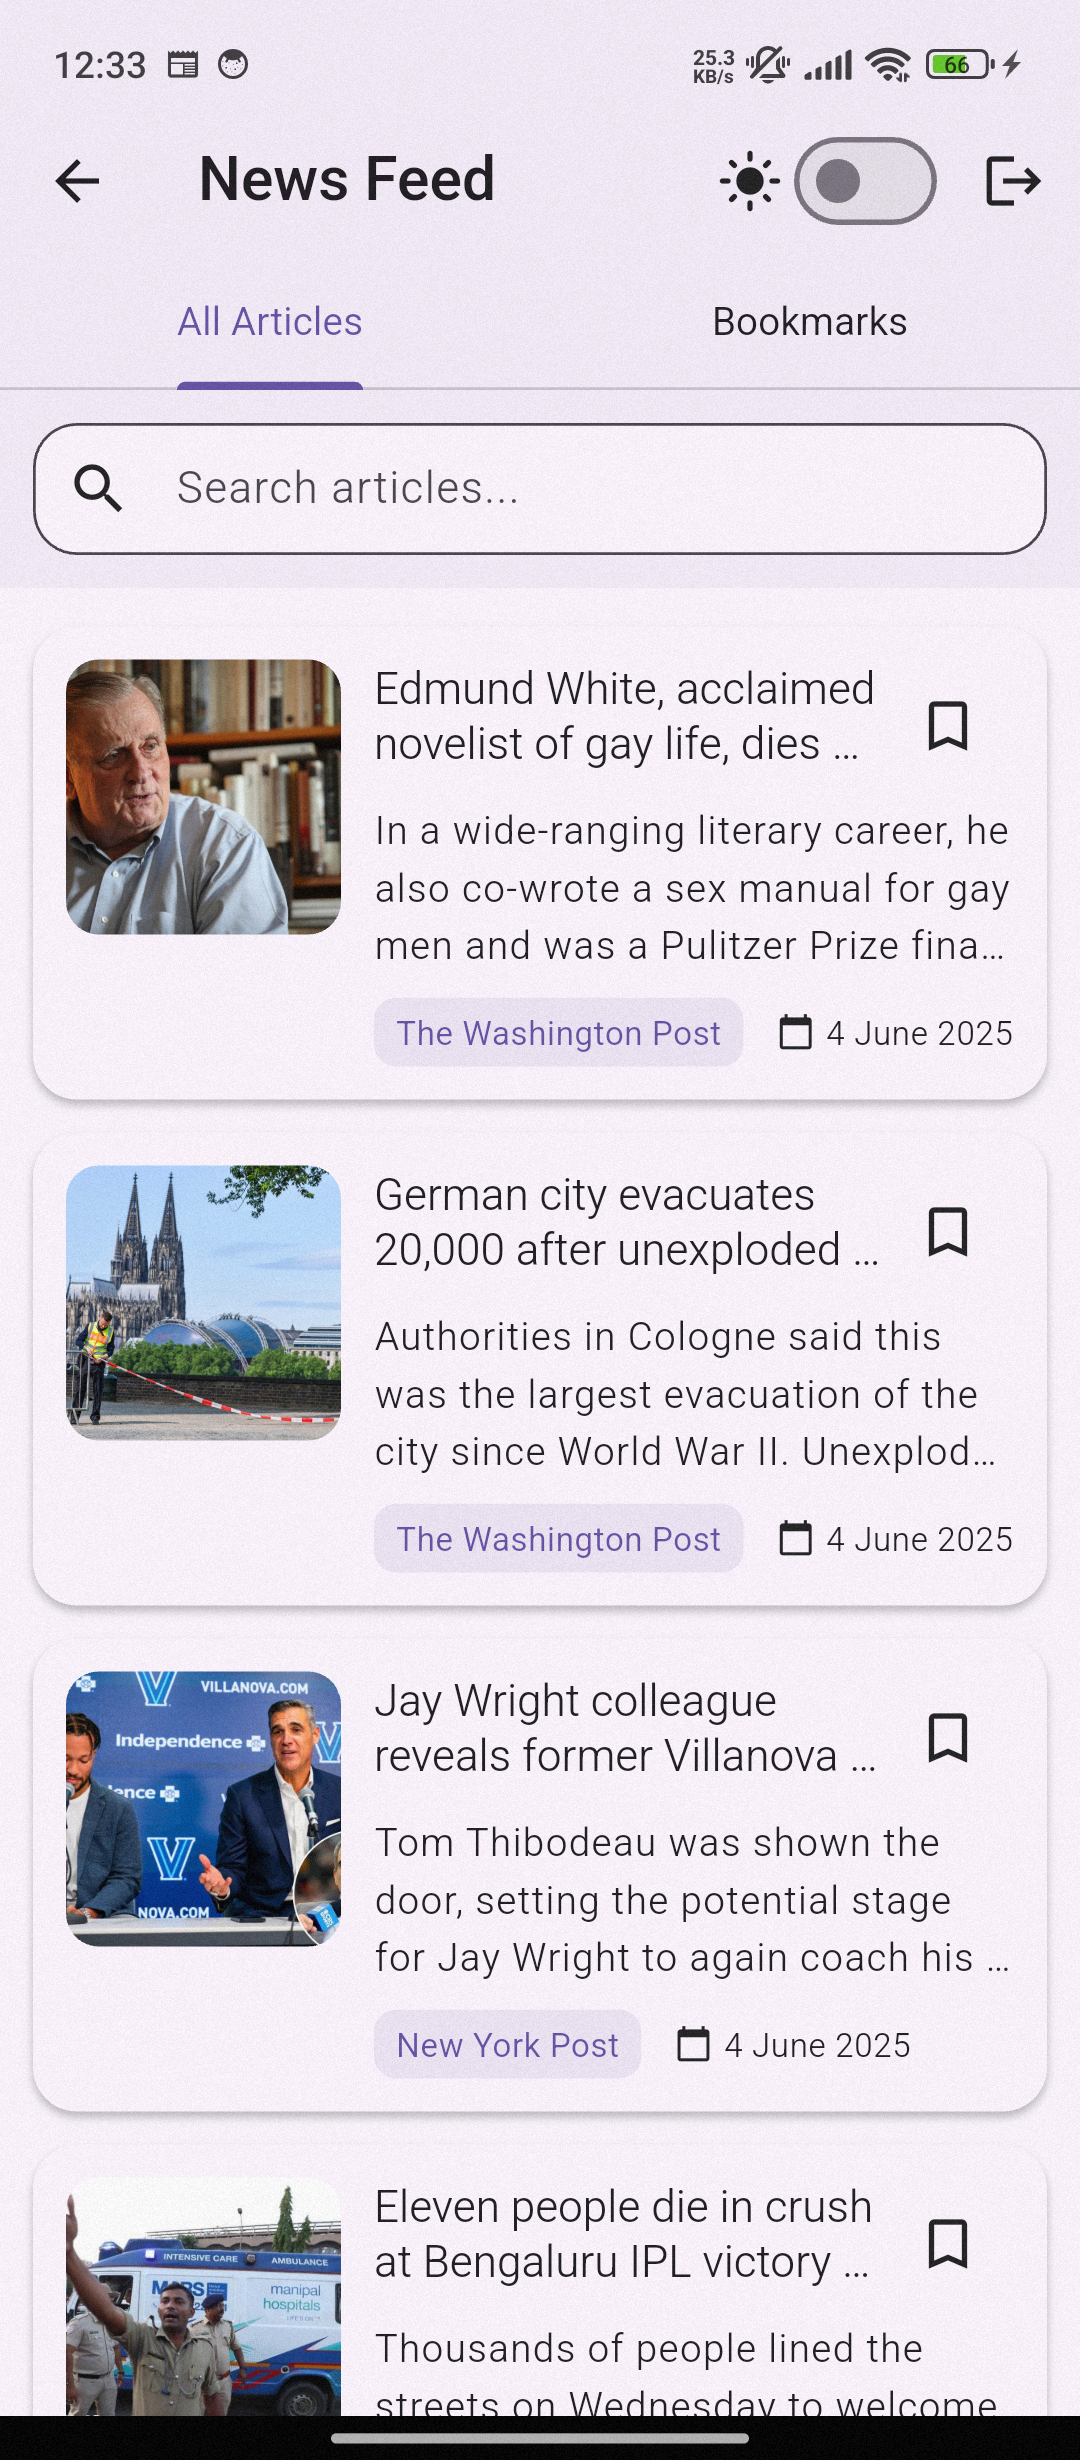 12:33
25.3
KB/s
66
News Feed
All Articles
Bookmarks
Search articles...
Edmund White, acclaimed
novelist of gay life, dies ...
In a wide-ranging literary career, he
also co-wrote a sex manual for gay
men and was a Pulitzer Prize fina...
The Washington Post
4 June 2025
German city evacuates
20,000 after unexploded ...
Authorities in Cologne said this
was the largest evacuation of the
city since World War II. Unexplod...
The Washington Post
4 June 2025
VILLANOVA.COM
Independence
ence
NOVA.COM
Jay Wright colleague
reveals former Villanova ...
Tom Thibodeau was shown the
door, setting the potential stage
for Jay Wright to again coach his ...
New York Post
4 June 2025
INTENSIVE CARE
AMBULANCE
manipal
hospitals
Eleven people die in crush
at Bengaluru IPL victory ...
Thousands of people lined the
streets on Wednesday to welcome